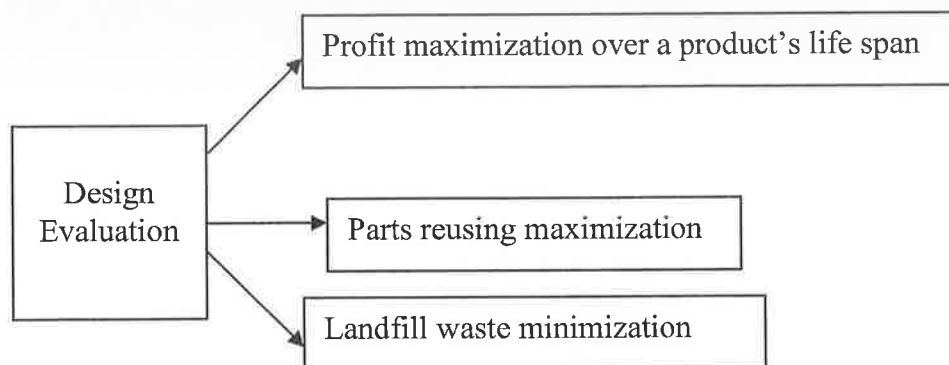 Profit maximization over a product's life span
Design
Evaluation
Parts reusing maximization
Landfill waste minimization